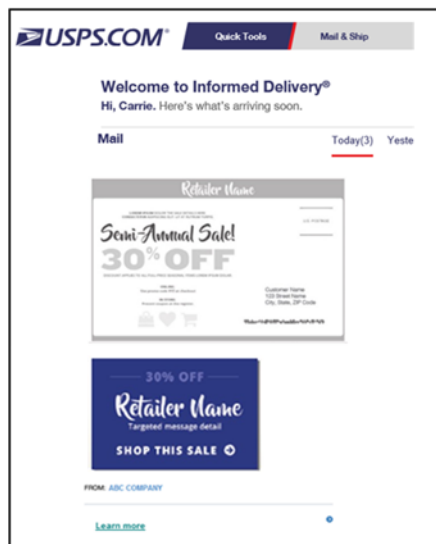 USPS.COM®
Quick Tools
Mail & Ship
Welcome to Informed Delivery®
Hi, Carrie. Here's what's arriving soon.
Mail
Today(3)
Yeste
Retailer Name
Semi-Annual Sale!
30% OFF
Customer Name
123 Street Name
City, State, ZIP Code
30% OFF
Retailer Name
Targeted message detail
SHOP THIS SALE
FROM: ABC COMPANY
Learn more